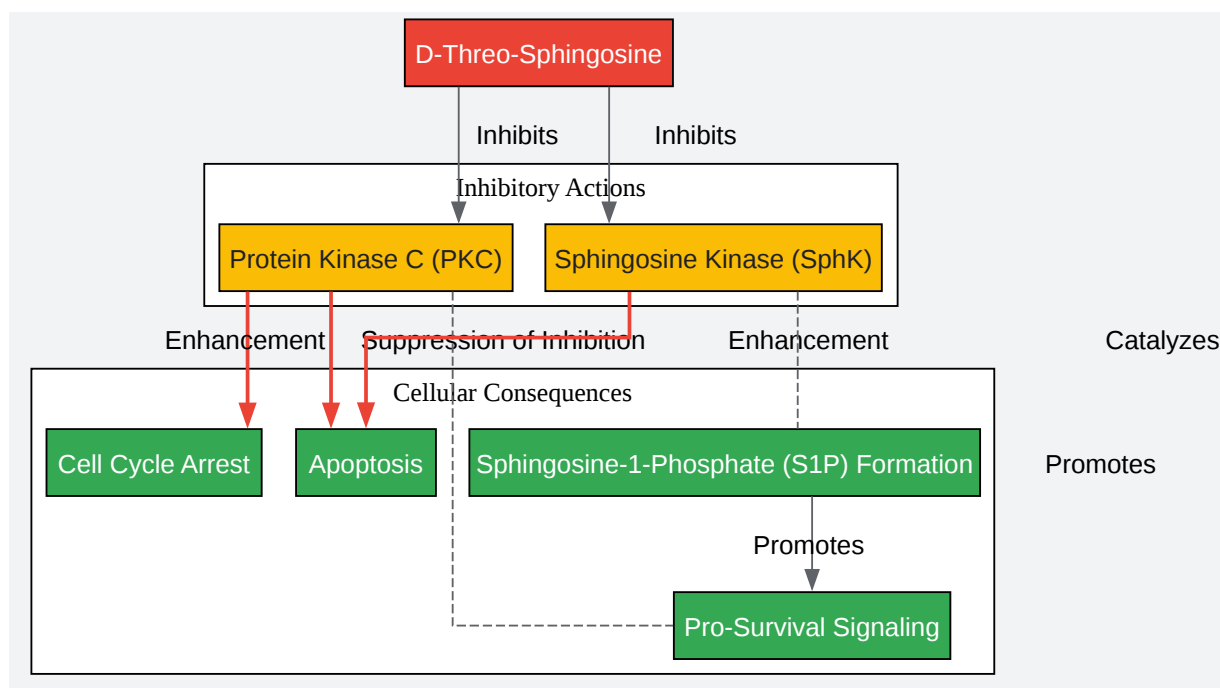 D-Threo-Sphingosine
Inhibits
Inhibits
Inhibitory Actions
Protein Kinase C (PKC)
Sphingosine Kinase (SphK)
Enhancement
Suppression of Inhibition
Enhancement
Catalyzes
Cellular Consequences
Cell Cycle Arrest
Apoptosis
Sphingosine-1-Phosphate (S1P) Formation
Promotes
Promotes
Pro-Survival Signaling